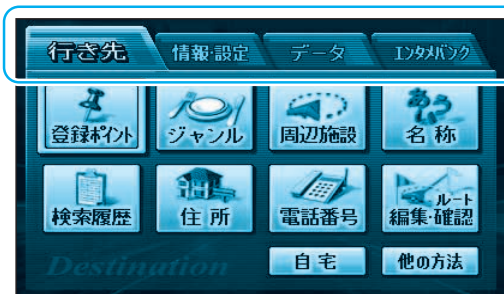 行き先 情報・設定 データ エンタメバンク
登録ポイント ジャンル 周辺施設 名称
検索履歴 住所 電話番号 ルート編集・確認
Destination 自宅 他の方法